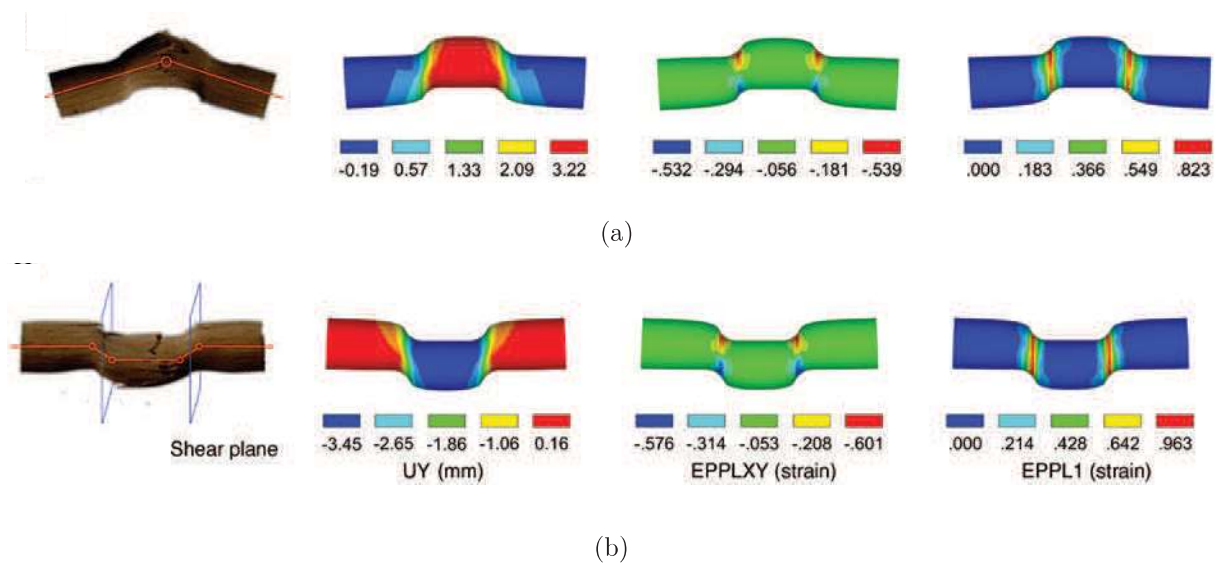 -0.19 0.57 1.33 2.09 3.22
-.532 -.294 -.056 -.181 -.539
.000 .183 .366 .549 .823
(a)
Shear plane
-3.45 -2.65 -1.86 -1.06 0.16
UY (mm)
-.576 -.314 -.053 -.208 -.601
EPPLXY (strain)
.000 .214 .428 .642 .963
EPPL1 (strain)
(b)